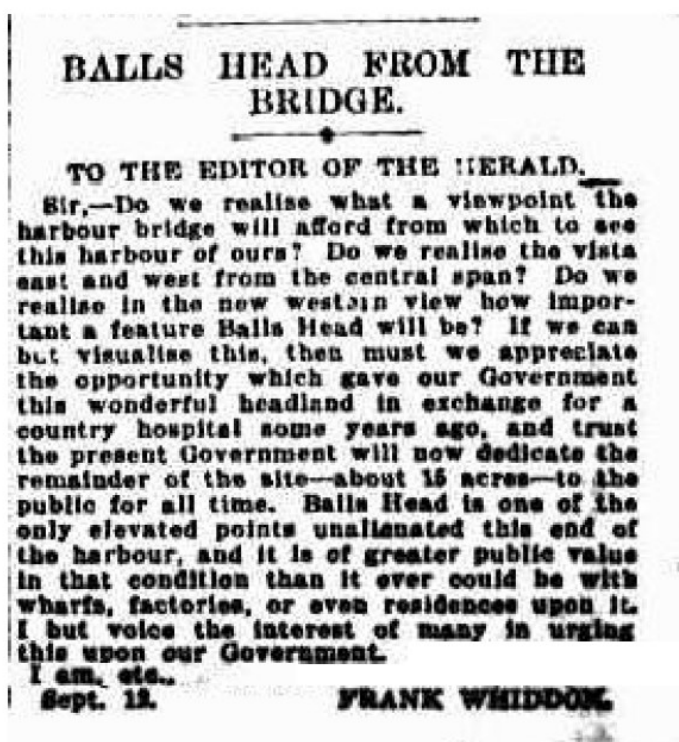 BALLS HEAD FROM THE
BRIDGE.
TO THE EDITOR OF THE HERALD.
Sir,—Do we realise what a viewpoint the
harbour bridge will afford from which to see
this harbour of ours? Do we realise the vista
east and west from the central span? Do we
realise in the new western view how impor-
tant a feature Balls Head will be? If we can
but visualise this, then must we appreciate
the opportunity which gave our Government
this wonderful headland in exchange for a
country hospital some years ago, and trust
the present Government will now dedicate the
remainder of the site—about 15 acres—to the
public for all time. Balls Head is one of the
only elevated points unalienated this end of
the harbour, and it is of greater public value
in that condition than it ever could be with
wharfs, factories, or even residences upon it.
I but voice the interest of many in urging
this upon our Government.
I am, etc.,
Sept. 12. FRANK WHIDDON.